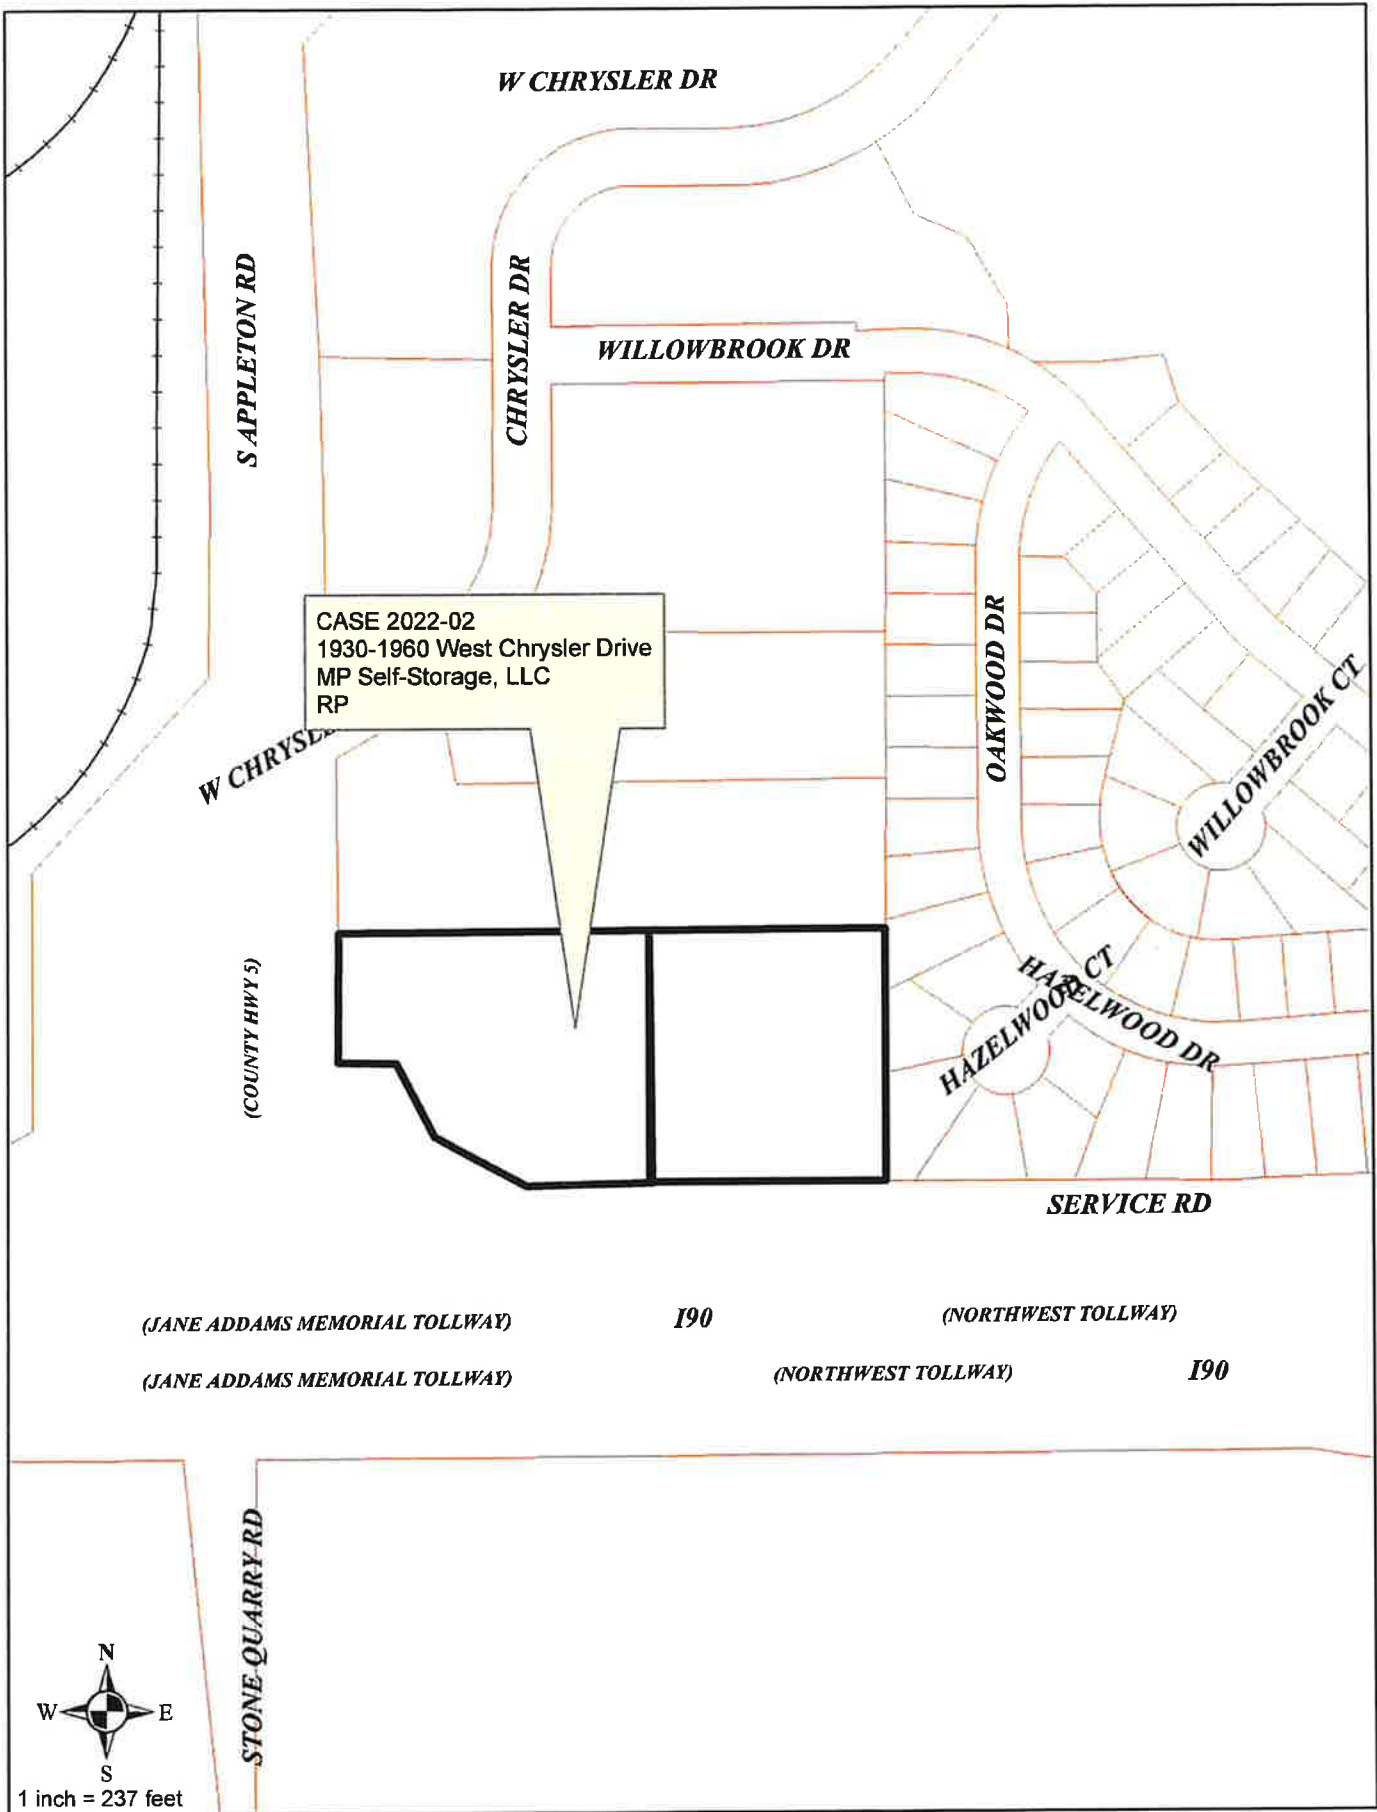 W CHRYSLER DR
S APPLETON RD
CHRYSLER DR
WILLOWBROOK DR
CASE 2022-02
1930-1960 West Chrysler Drive
MP Self-Storage, LLC
RP
OAKWOOD DR
WILLOWBROOK CT
W CHRYSLE
(COUNTY HWY 5)
HAZELWOOD CT
HAZELWOOD DR
SERVICE RD
(JANE ADDAMS MEMORIAL TOLLWAY) I90 (NORTHWEST TOLLWAY)
(JANE ADDAMS MEMORIAL TOLLWAY) (NORTHWEST TOLLWAY) I90
STONE QUARRY RD
N
W E
S
1 inch = 237 feet